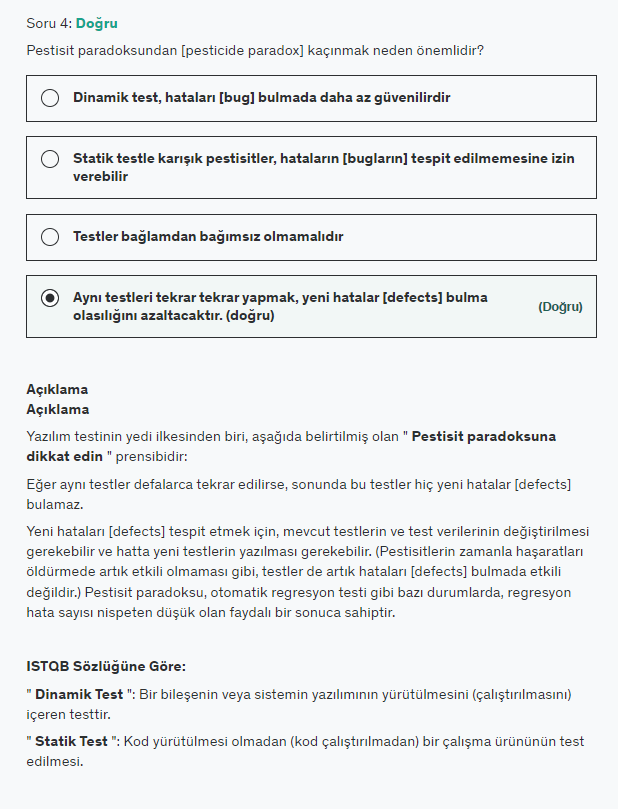 Soru 4: Doğru
Pestisit paradoksundan [pesticide paradox] kaçınmak neden önemlidir?
Dinamik test, hataları [bug] bulmada daha az güvenilirdir
Statik testle karışık pestisitler, hataların [bugların] tespit edilmemesine izin
verebilir
Testler bağlamdan bağımsız olmamalıdır
Aynı testleri tekrar tekrar yapmak, yeni hatalar [defects] bulma
olasılığını azaltacaktır. (doğru)
(Doğru)
Açıklama
Açıklama
Yazılım testinin yedi ilkesinden biri, aşağıda belirtilmiş olan " Pestisit paradoksuna
dikkat edin " prensibidir:
Eğer aynı testler defalarca tekrar edilirse, sonunda bu testler hiç yeni hatalar [defects]
bulamaz.
Yeni hataları [defects] tespit etmek için, mevcut testlerin ve test verilerinin değiştirilmesi
gerekebilir ve hatta yeni testlerin yazılması gerekebilir. (Pestisitlerin zamanla haşaratları
öldürmede artık etkili olmaması gibi, testler de artık hataları [defects] bulmada etkili
değildir.) Pestisit paradoksu, otomatik regresyon testi gibi bazı durumlarda, regresyon
hata sayısı nispeten düşük olan faydalı bir sonuca sahiptir.
ISTQB Sözlüğüne Göre:
" Dinamik Test ": Bir bileşenin veya sistemin yazılımının yürütülmesini (çalıştırılmasını)
içeren testtir.
" Statik Test ": Kod yürütülmesi olmadan (kod çalıştırılmadan) bir çalışma ürününün test
edilmesi.